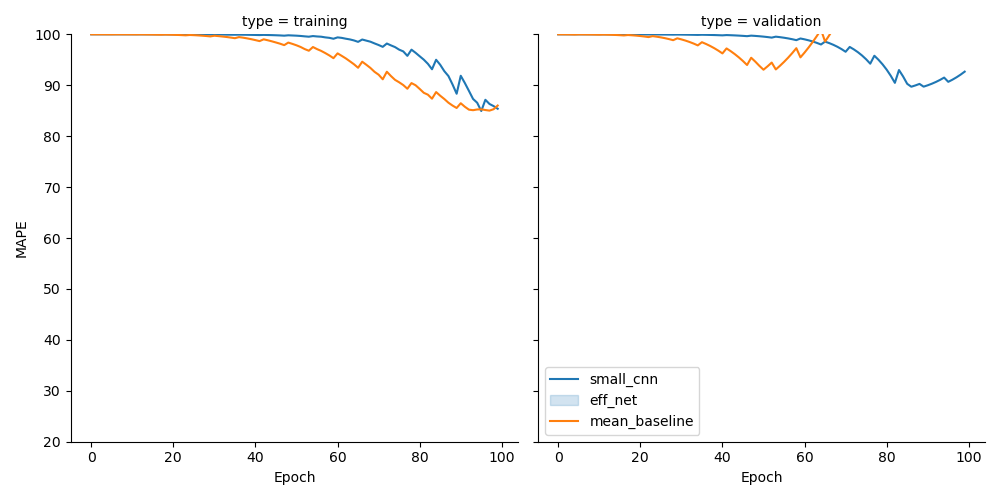 type = training
type = validation
MAPE
100
90
80
70
60
50
40
30
20
0
20
40
60
80
100
Epoch
small_cnn
eff_net
mean_baseline
0
20
40
60
80
100
Epoch